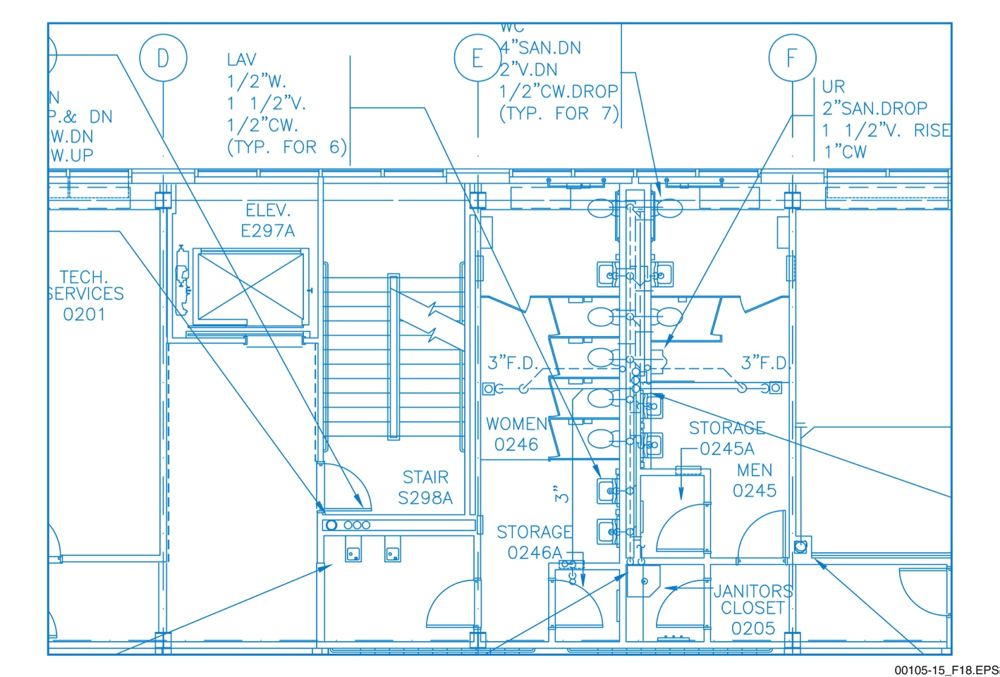 D
E
F
N
P.& DN
W.DN
W.UP
LAV
1/2"W.
1 1/2"V.
1/2"CW.
(TYP. FOR 6)
WC
4"SAN.DN
2"V.DN
1/2"CW.DROP
(TYP. FOR 7)
UR
2"SAN.DROP
1 1/2"V. RISE
1"CW
ELEV.
E297A
TECH.
SERVICES
0201
3"F.D.
3"F.D.
WOMEN
0246
STORAGE
0245A
MEN
0245
STAIR
S298A
3"
STORAGE
0246A
JANITORS
CLOSET
0205
00105-15_F18.EPS